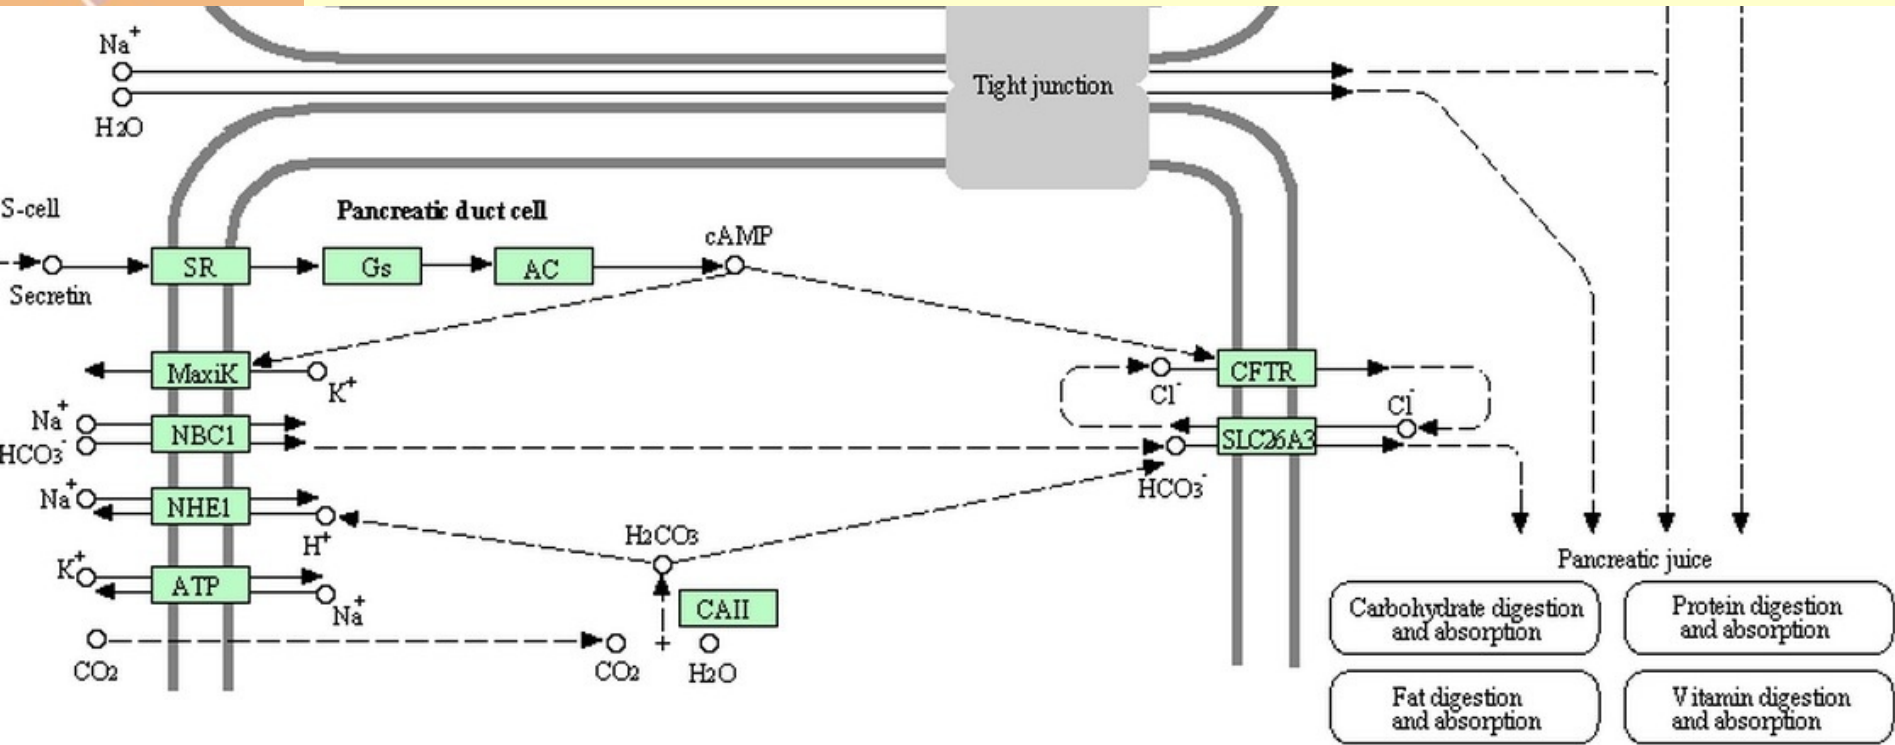 Na+
H2O
Tight junction
S-cell
Pancreatic duct cell
cAMP
SR
Gs
AC
Secretin
MaxiK
K+
CFTR
Cl-
Cl-
Na+
HCO3-
NBC1
SLC26A3
HCO3-
Na+
NHE1
H+
H2CO3
K+
ATP
Na+
CAII
CO2
CO2
+
H2O
Pancreatic juice
Carbohydrate digestion
and absorption
Protein digestion
and absorption
Fat digestion
and absorption
Vitamin digestion
and absorption